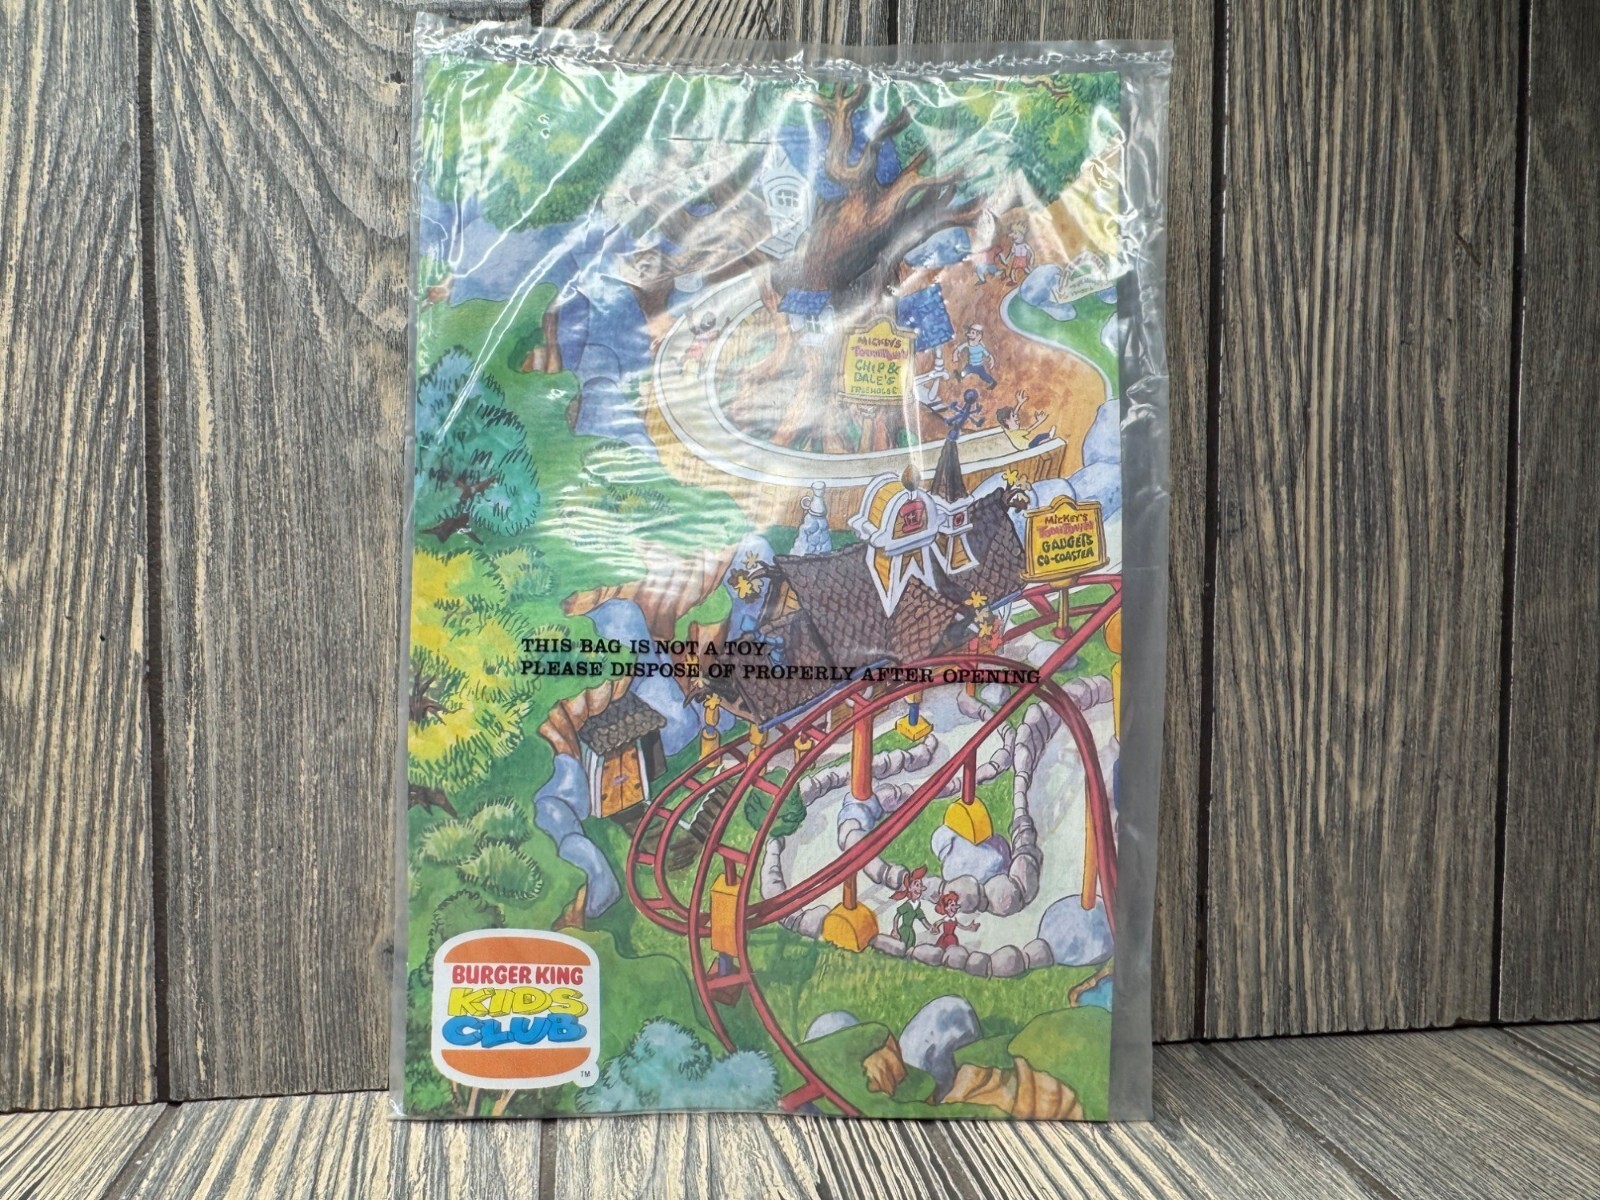 MICKEY'S
TOONTOWN
CHIP &
DALE'S
TREEHOUSE
MICKEY'S
TOONTOWN
GADGET'S
GO-COASTER
THIS BAG IS NOT A TOY.
PLEASE DISPOSE OF PROPERLY AFTER OPENING
BURGER KING
KIDS
CLUB
TM